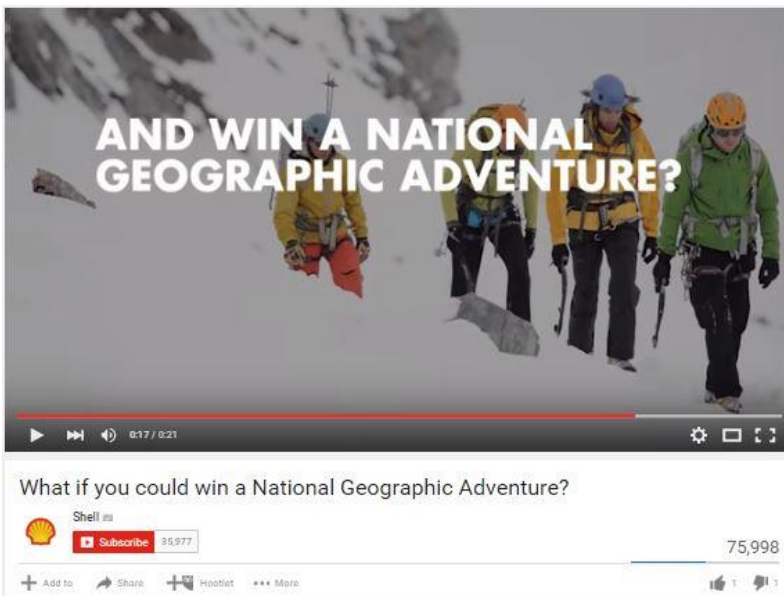 AND WIN A NATIONAL
GEOGRAPHIC ADVENTURE?
0:17 / 0:21
What if you could win a National Geographic Adventure?
Shell
Subscribe 35,977
75,998
Add to Share Hootlet More
1 1